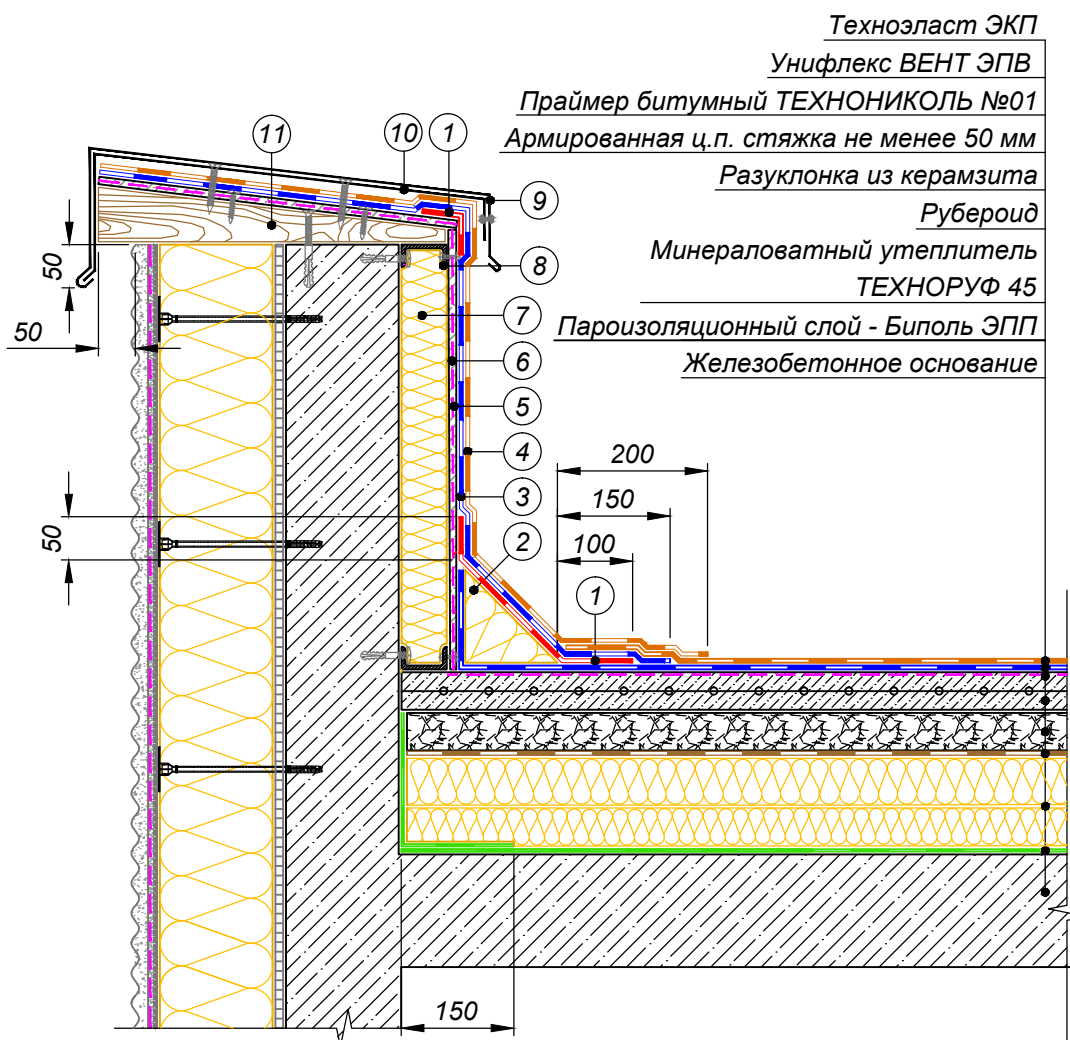 Техноэласт ЭКП
Унифлекс ВЕНТ ЭПВ
Праймер битумный ТЕХНОНИКОЛЬ №01
Армированная ц.п. стяжка не менее 50 мм
Разуклонка из керамзита
Рубероид
Минераловатный утеплитель
ТЕХНОРУФ 45
Пароизоляционный слой - Биполь ЭПП
Железобетонное основание
11
10
1
9
8
7
6
5
4
3
2
1
50
50
50
200
150
100
150